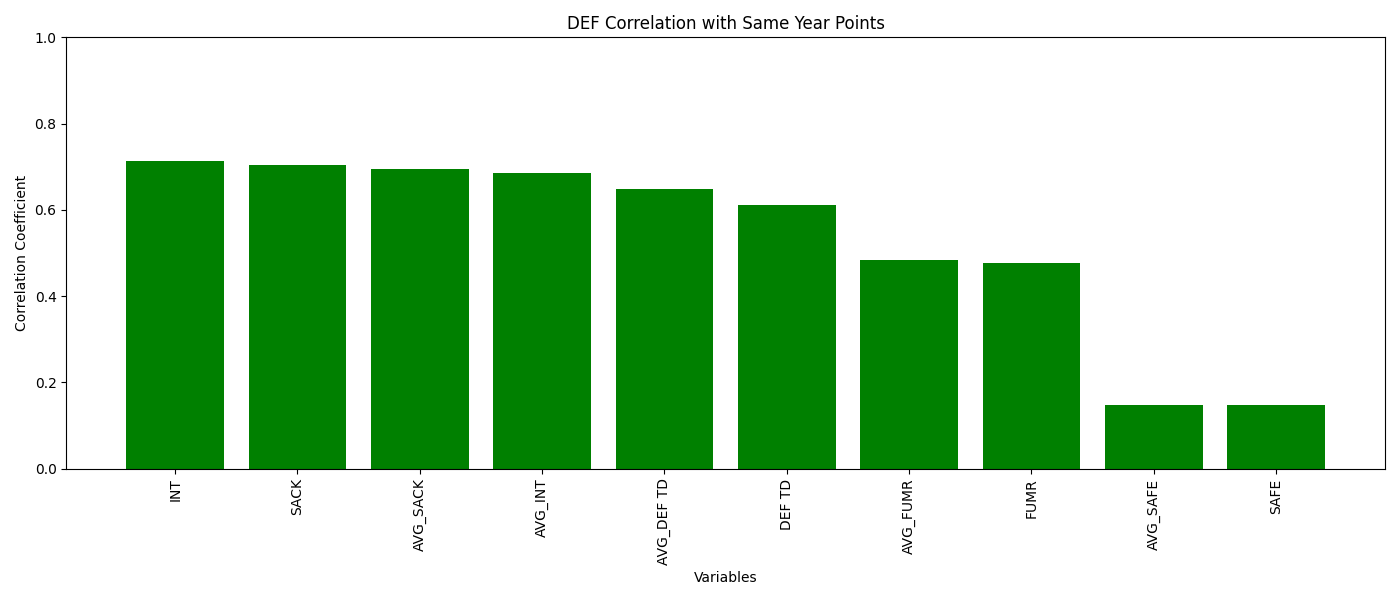 DEF Correlation with Same Year Points
Correlation Coefficient
1.0
0.8
0.6
0.4
0.2
0.0
INT
SACK
AVG_SACK
AVG_INT
AVG_DEF TD
DEF TD
AVG_FUMR
FUMR
AVG_SAFE
SAFE
Variables